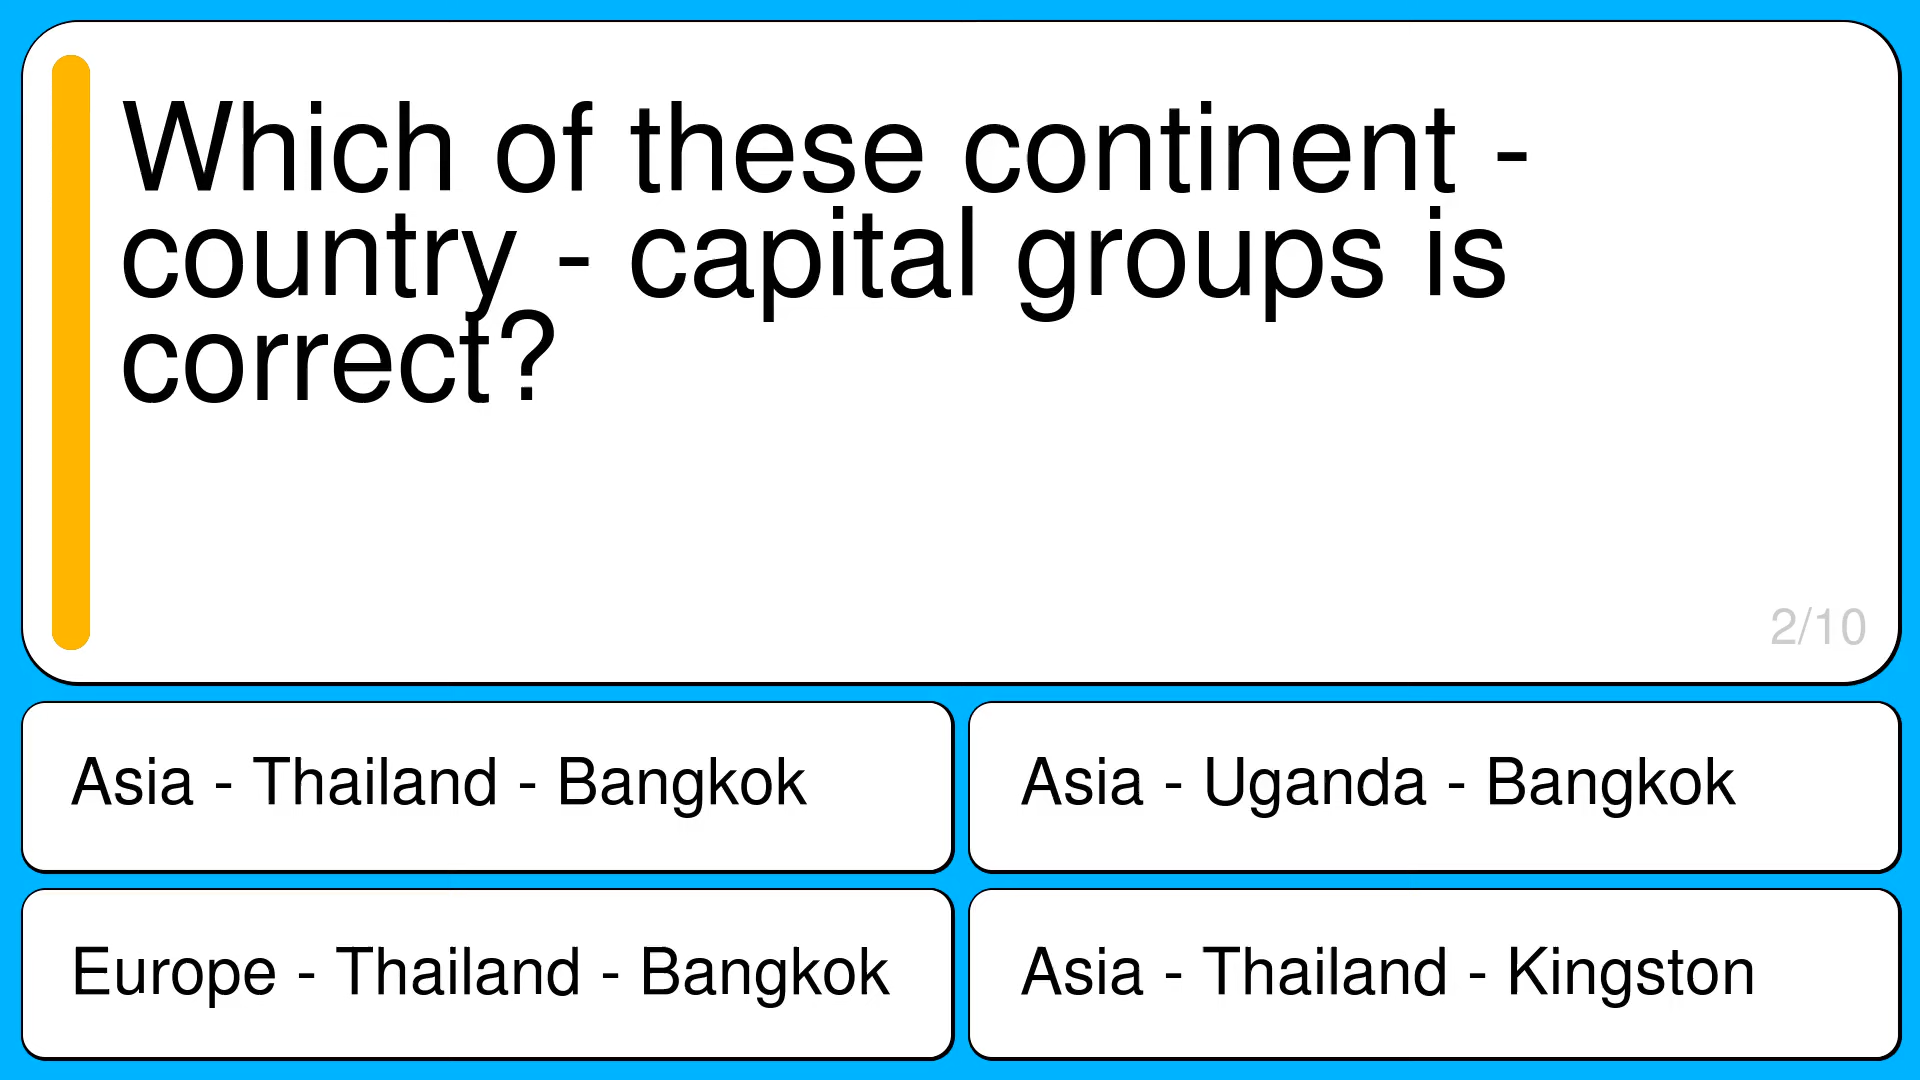 Which of these continent -
country - capital groups is
correct?
2/10
Asia - Thailand - Bangkok
Asia - Uganda - Bangkok
Europe - Thailand - Bangkok
Asia - Thailand - Kingston